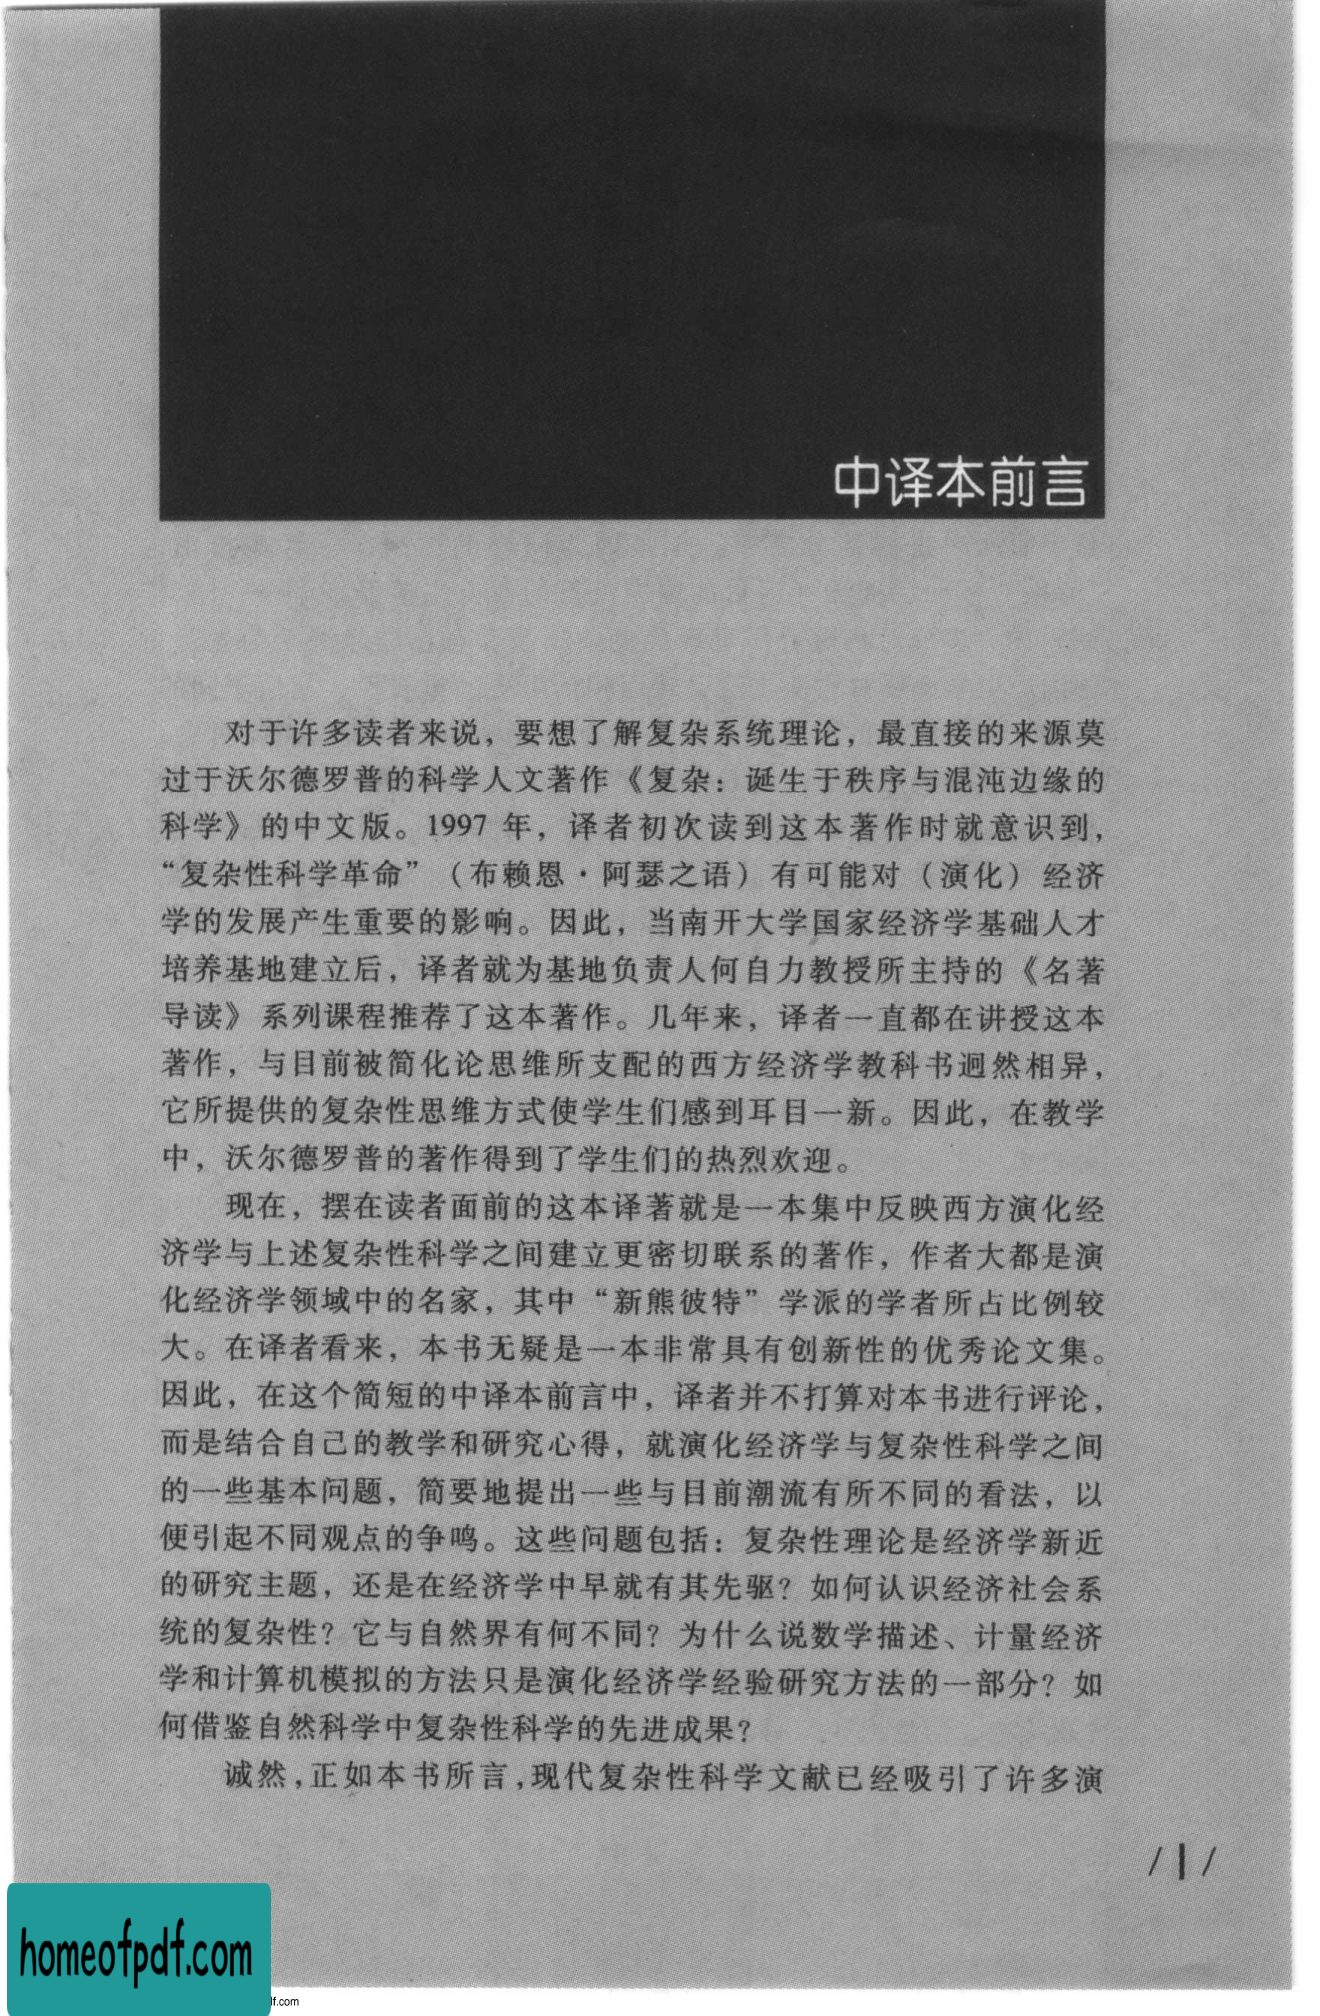 中译本前言
对于许多读者来说，要想了解复杂系统理论，最直接的来源莫
过于沃尔德罗普的科学人文著作《复杂：诞生于秩序与混沌边缘的
科学》的中文版。1997 年，译者初次读到这本著作时就意识到，
“复杂性科学革命”（布赖恩·阿瑟之语）有可能对（演化）经济
学的发展产生重要的影响。因此，当南开大学国家经济学基础人才
培养基地建立后，译者就为基地负责人何自力教授所主持的《名著
导读》系列课程推荐了这本著作。几年来，译者一直都在讲授这本
著作，与目前被简化论思维所支配的西方经济学教科书迥然相异，
它所提供的复杂性思维方式使学生们感到耳目一新。因此，在教学
中，沃尔德罗普的著作得到了学生们的热烈欢迎。
现在，摆在读者面前的这本译著就是一本集中反映西方演化经
济学与上述复杂性科学之间建立更密切联系的著作，作者大都是演
化经济学领域中的名家，其中“新熊彼特”学派的学者所占比例较
大。在译者看来，本书无疑是一本非常具有创新性的优秀论文集。
因此，在这个简短的中译本前言中，译者并不打算对本书进行评论，
而是结合自己的教学和研究心得，就演化经济学与复杂性科学之间
的一些基本问题，简要地提出一些与目前潮流有所不同的看法，以
便引起不同观点的争鸣。这些问题包括：复杂性理论是经济学新近
的研究主题，还是在经济学中早就有其先驱？如何认识经济社会系
统的复杂性？它与自然界有何不同？为什么说数学描述、计量经济
学和计算机模拟的方法只是演化经济学经验研究方法的一部分？如
何借鉴自然科学中复杂性科学的先进成果？
诚然，正如本书所言，现代复杂性科学文献已经吸引了许多演
/ 1 /
homeofpdf.com
lf.com